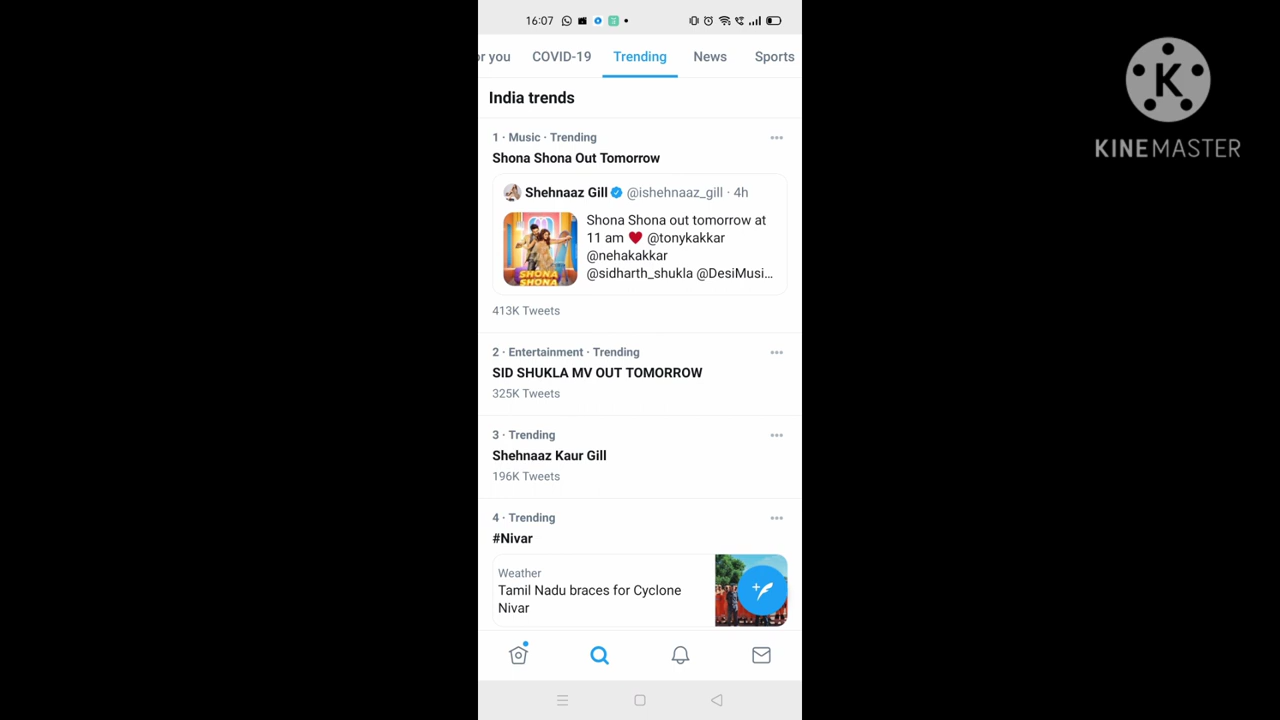 16:07
or you COVID-19 Trending News Sports
India trends
1 · Music · Trending
Shona Shona Out Tomorrow
Shehnaaz Gill @ishehnaaz_gill · 4h
Shona Shona out tomorrow at
11 am ❤️ @tonykakkar
@nehakakkar
@sidharth_shukla @DesiMusi...
SHONA
SHONA
413K Tweets
2 · Entertainment · Trending
SID SHUKLA MV OUT TOMORROW
325K Tweets
3 · Trending
Shehnaaz Kaur Gill
196K Tweets
4 · Trending
#Nivar
Weather
Tamil Nadu braces for Cyclone
Nivar
K
KINEMASTER